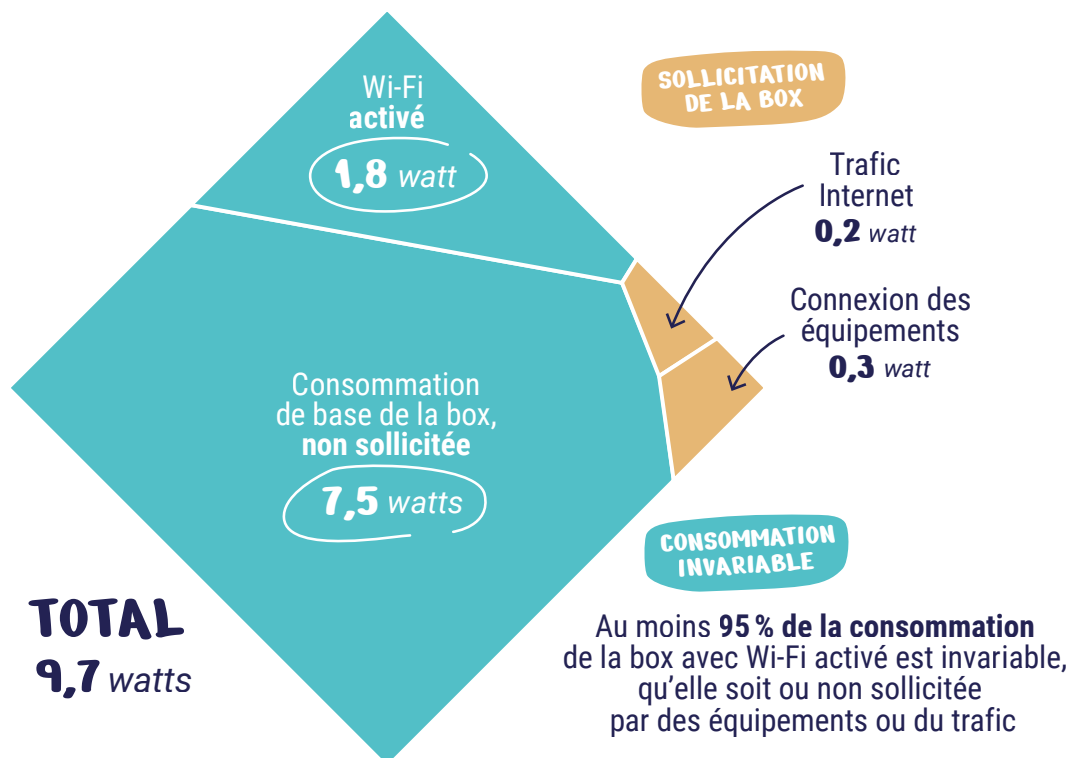 Wi-Fi
activé
1,8 watt
SOLLICITATION
DE LA BOX
Trafic
Internet
0,2 watt
Connexion des
équipements
0,3 watt
Consommation
de base de la box,
non sollicitée
7,5 watts
CONSOMMATION
INVARIABLE
TOTAL
9,7 watts
Au moins 95 % de la consommation
de la box avec Wi-Fi activé est invariable,
qu'elle soit ou non sollicitée
par des équipements ou du trafic